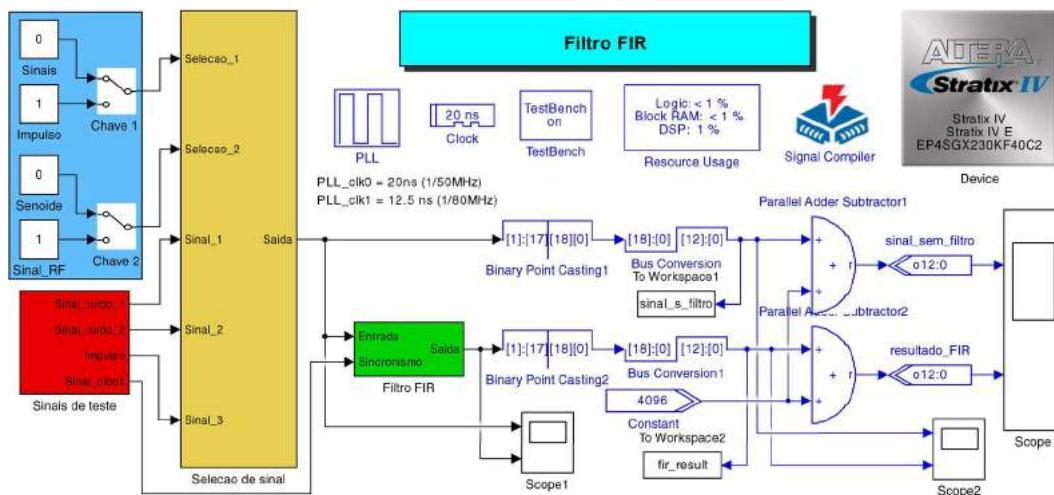 Filtro FIR
0
Sinais
1
Impulso
Chave 1
0
Senoide
1
Sinal_RF
Chave 2
Selecao_1
Selecao_2
Sinal_1
Sinal_2
Sinal_3
Saida
Selecao de sinal
Sinal_ruido_1
Sinal_ruido_2
Impulso
Sinal_clock
Sinais de teste
PLL
20 ns
Clock
TestBench
on
TestBench
Logic: < 1 %
Block RAM: < 1 %
DSP: 1 %
Resource Usage
Signal Compiler
ALTERA
Stratix IV
Stratix IV
Stratix IV E
EP4SGX230KF40C2
Device
PLL_clk0 = 20ns (1/50MHz)
PLL_clk1 = 12.5 ns (1/80MHz)
[1]:[17][18][0]
Binary Point Casting1
[18]:[0] [12]:[0]
Bus Conversion
To Workspace1
sinal_s_filtro
Parallel Adder Subtractor1
+
+
+
r
sinal_sem_filtro
o12:0
Entrada
Sincronismo
Saida
Filtro FIR
[1]:[17][18][0]
Binary Point Casting2
[18]:[0] [12]:[0]
Bus Conversion1
Parallel Adder Subtractor2
+
+
+
r
resultado_FIR
o12:0
4096
Constant
To Workspace2
fir_result
Scope1
Scope2
Scope